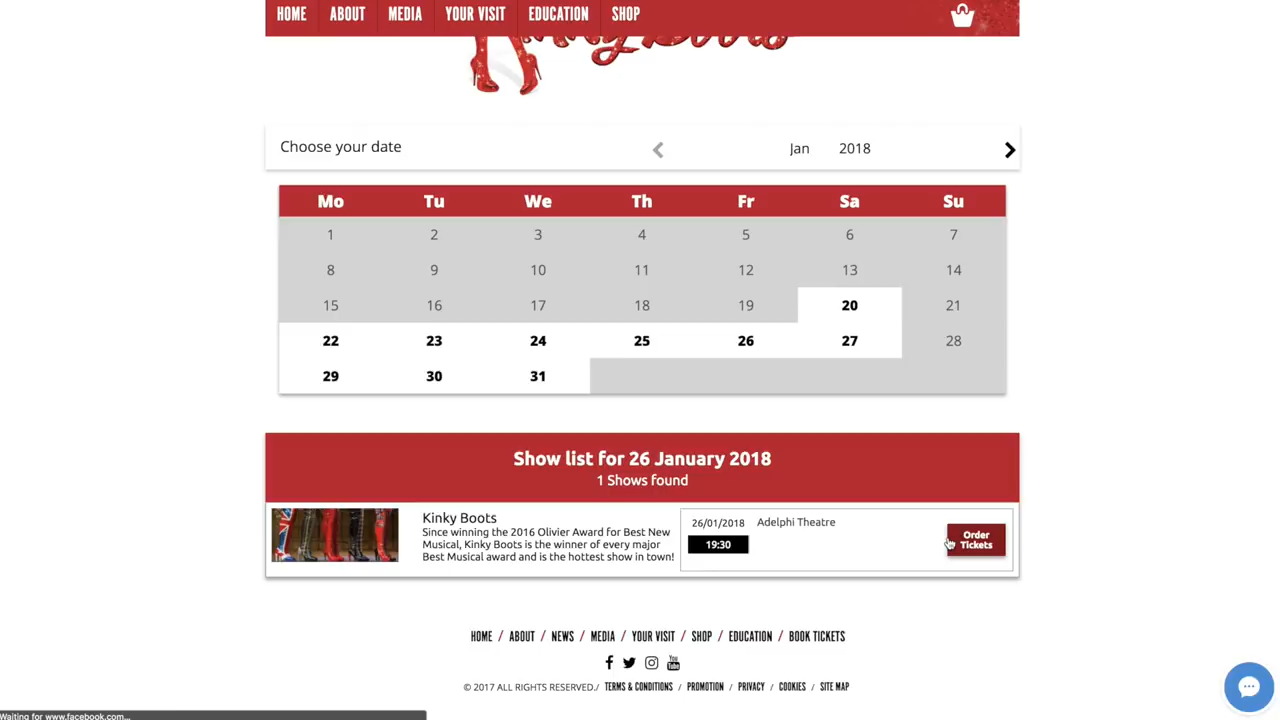 HOME ABOUT MEDIA YOUR VISIT EDUCATION SHOP
Kinky Boots
Choose your date
Jan 2018
Mo Tu We Th Fr Sa Su
1 2 3 4 5 6 7
8 9 10 11 12 13 14
15 16 17 18 19 20 21
22 23 24 25 26 27 28
29 30 31
Show list for 26 January 2018
1 Shows found
Kinky Boots
Since winning the 2016 Olivier Award for Best New
Musical, Kinky Boots is the winner of every major
Best Musical award and is the hottest show in town!
26/01/2018 Adelphi Theatre
19:30
Order
Tickets
HOME / ABOUT / NEWS / MEDIA / YOUR VISIT / SHOP / EDUCATION / BOOK TICKETS
© 2017 ALL RIGHTS RESERVED./ TERMS & CONDITIONS / PROMOTION / PRIVACY / COOKIES / SITE MAP
Waiting for www.facebook.com...